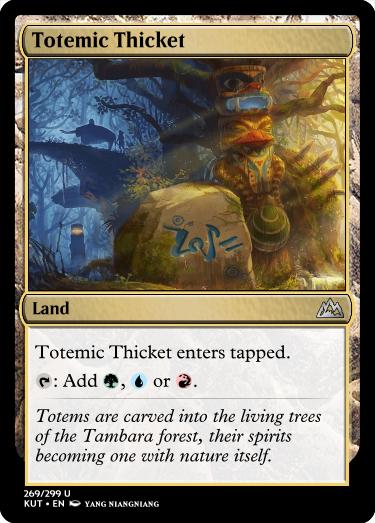 Totemic Thicket
Land
Totemic Thicket enters tapped.
: Add , or .
Totems are carved into the living trees
of the Tambara forest, their spirits
becoming one with nature itself.
269/299 U
KUT • EN YANG NIANGNIANG